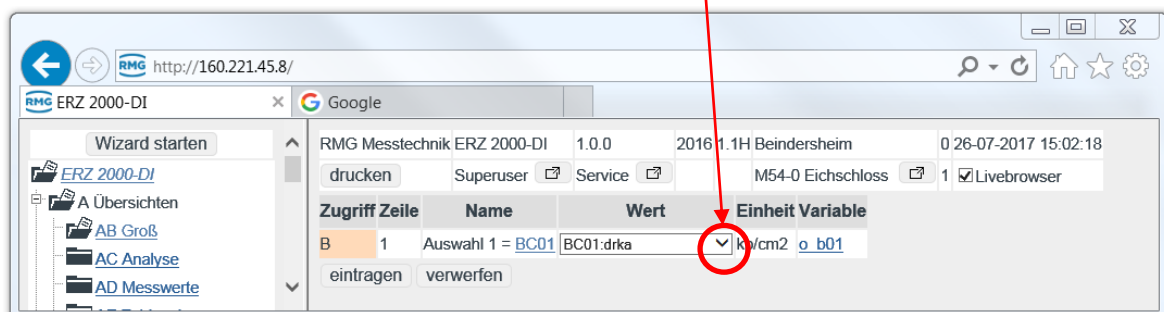 RMG http://160.221.45.8/
RMG ERZ 2000-DI × G Google
Wizard starten
ERZ 2000-DI
A Übersichten
AB Groß
AC Analyse
AD Messwerte
RMG Messtechnik ERZ 2000-DI 1.0.0 2016 1.1H Beindersheim 0 26-07-2017 15:02:18
drucken Superuser Service M54-0 Eichschloss 1 Livebrowser
Zugriff Zeile Name Wert Einheit Variable
B 1 Auswahl 1 = BC01 BC01:drka kp/cm2 o_b01
eintragen verwerfen